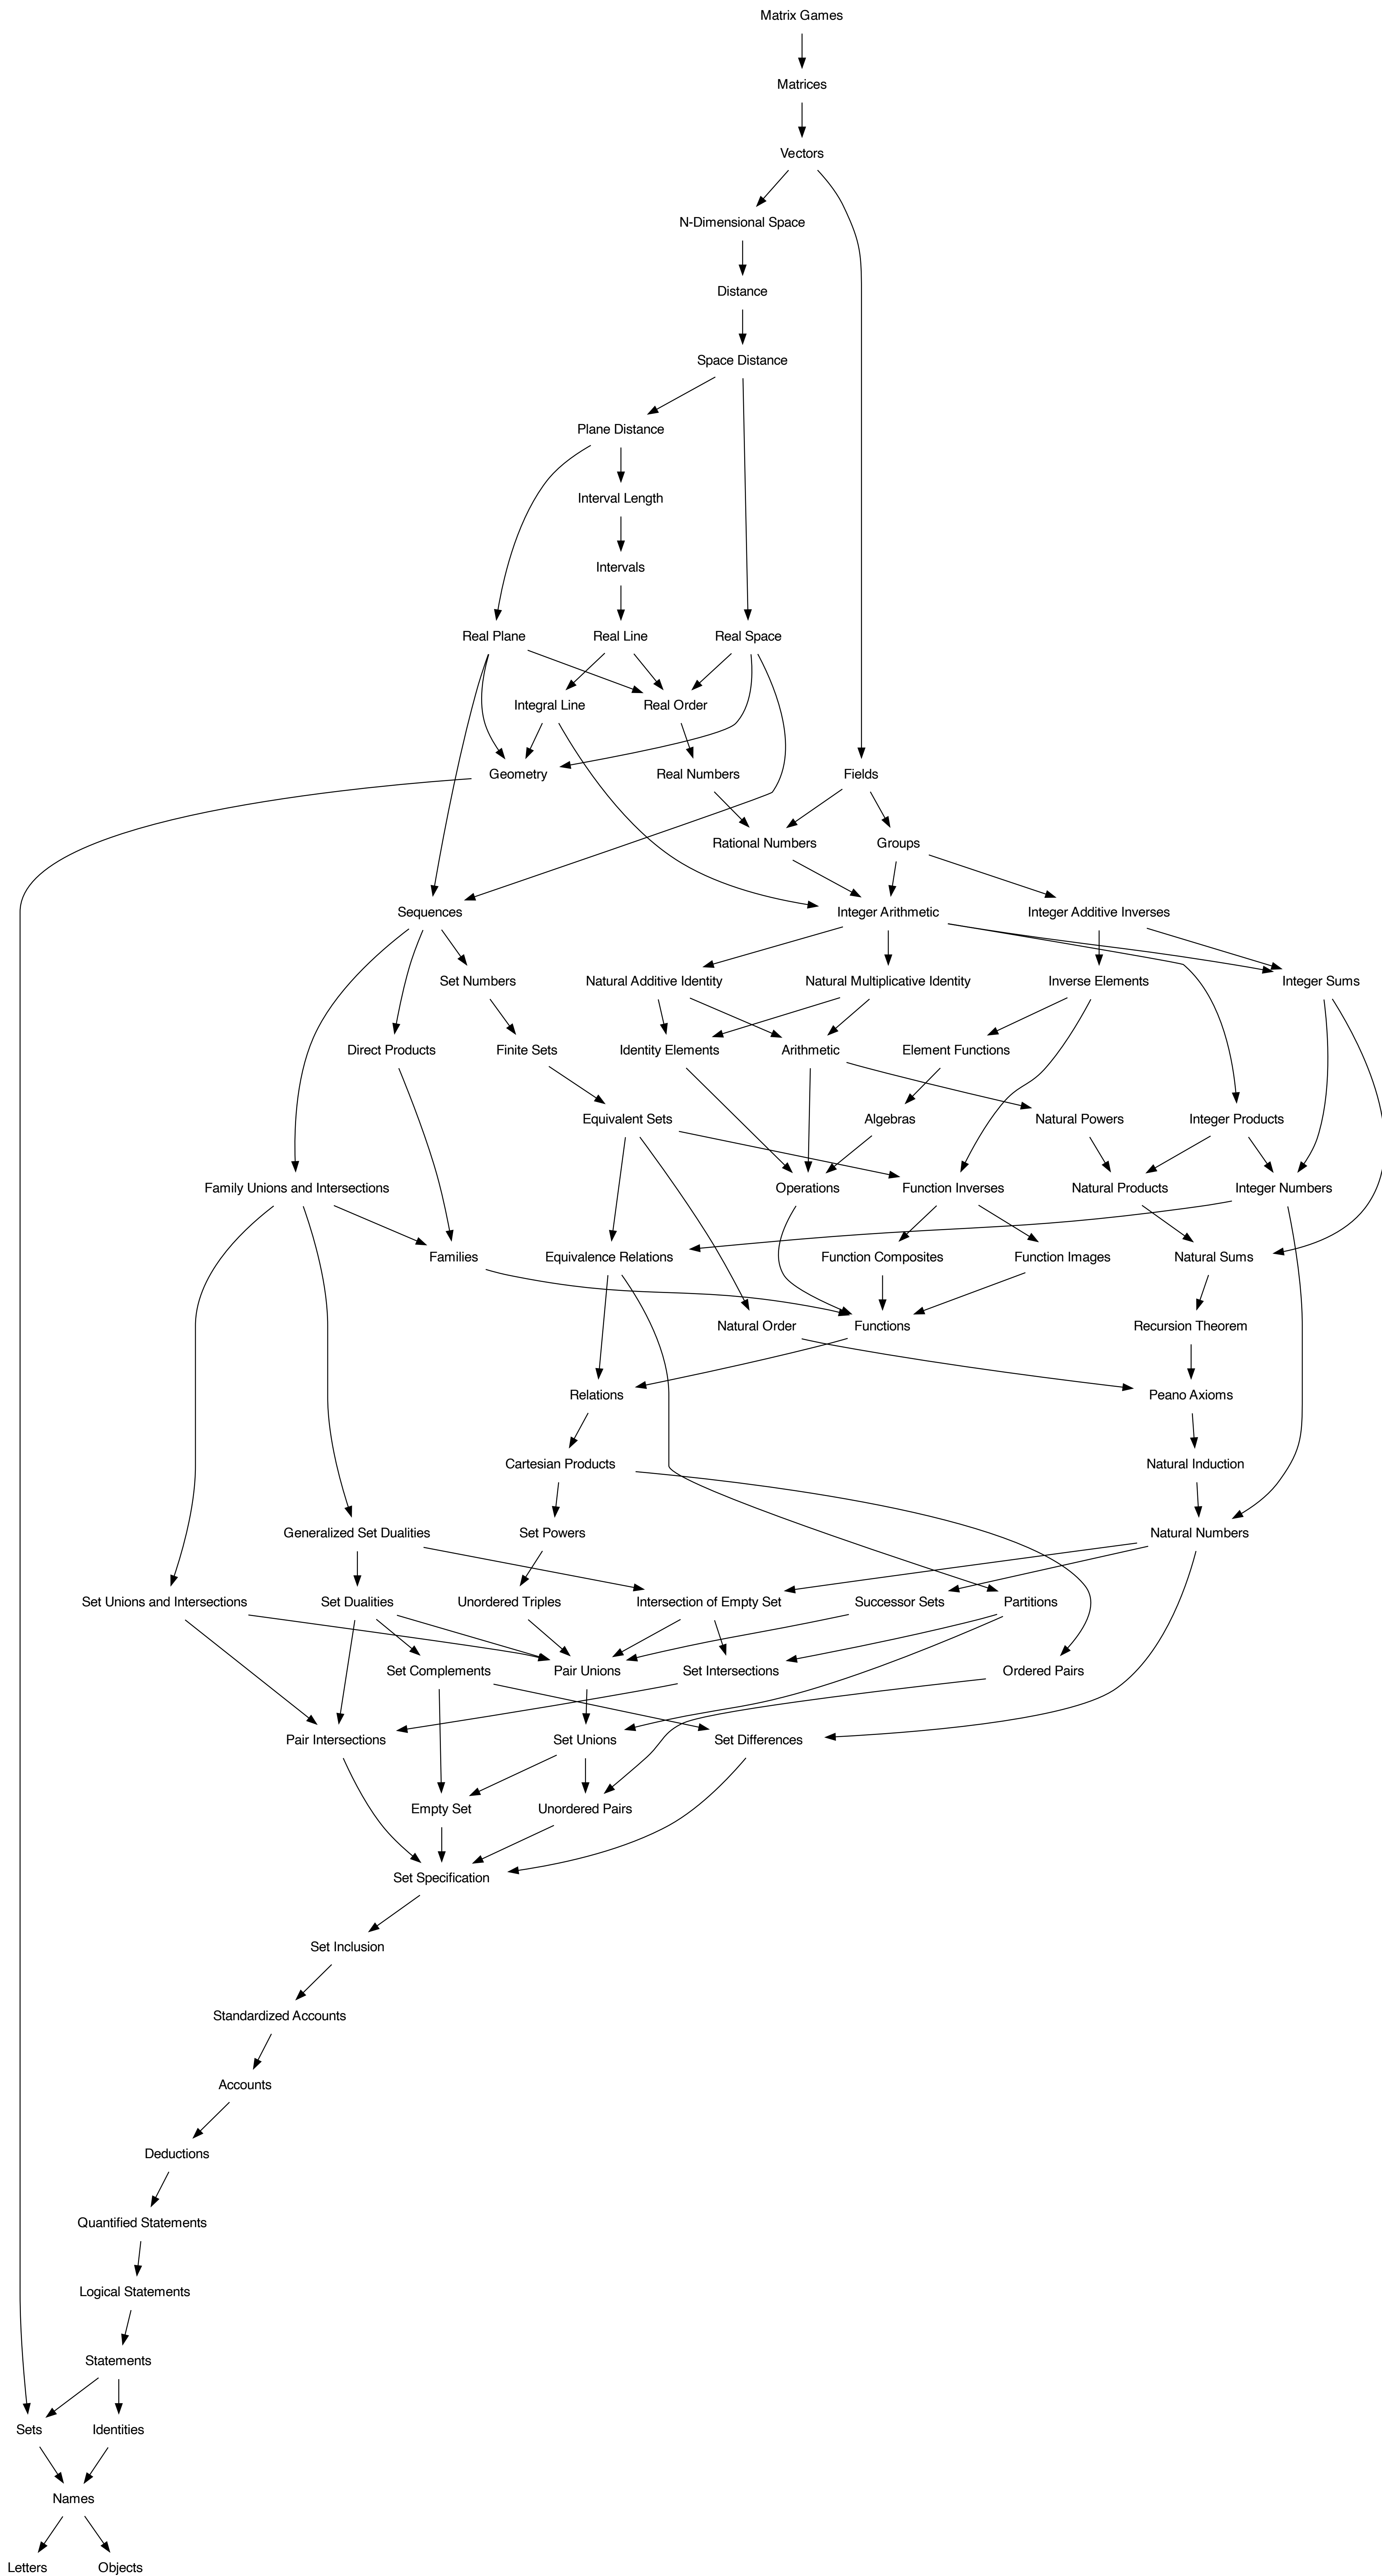 Matrix Games
Matrices
Vectors
N-Dimensional Space
Distance
Space Distance
Plane Distance
Interval Length
Intervals
Real Plane
Real Line
Real Space
Integral Line
Real Order
Geometry
Real Numbers
Fields
Rational Numbers
Groups
Sequences
Integer Arithmetic
Integer Additive Inverses
Set Numbers
Natural Additive Identity
Natural Multiplicative Identity
Inverse Elements
Integer Sums
Direct Products
Finite Sets
Identity Elements
Arithmetic
Element Functions
Equivalent Sets
Algebras
Natural Powers
Integer Products
Family Unions and Intersections
Operations
Function Inverses
Natural Products
Integer Numbers
Families
Equivalence Relations
Function Composites
Function Images
Natural Sums
Natural Order
Functions
Recursion Theorem
Relations
Peano Axioms
Cartesian Products
Natural Induction
Generalized Set Dualities
Set Powers
Natural Numbers
Set Unions and Intersections
Set Dualities
Unordered Triples
Intersection of Empty Set
Successor Sets
Partitions
Set Complements
Pair Unions
Set Intersections
Ordered Pairs
Pair Intersections
Set Unions
Set Differences
Empty Set
Unordered Pairs
Set Specification
Set Inclusion
Standardized Accounts
Accounts
Deductions
Quantified Statements
Logical Statements
Statements
Sets
Identities
Names
Letters
Objects